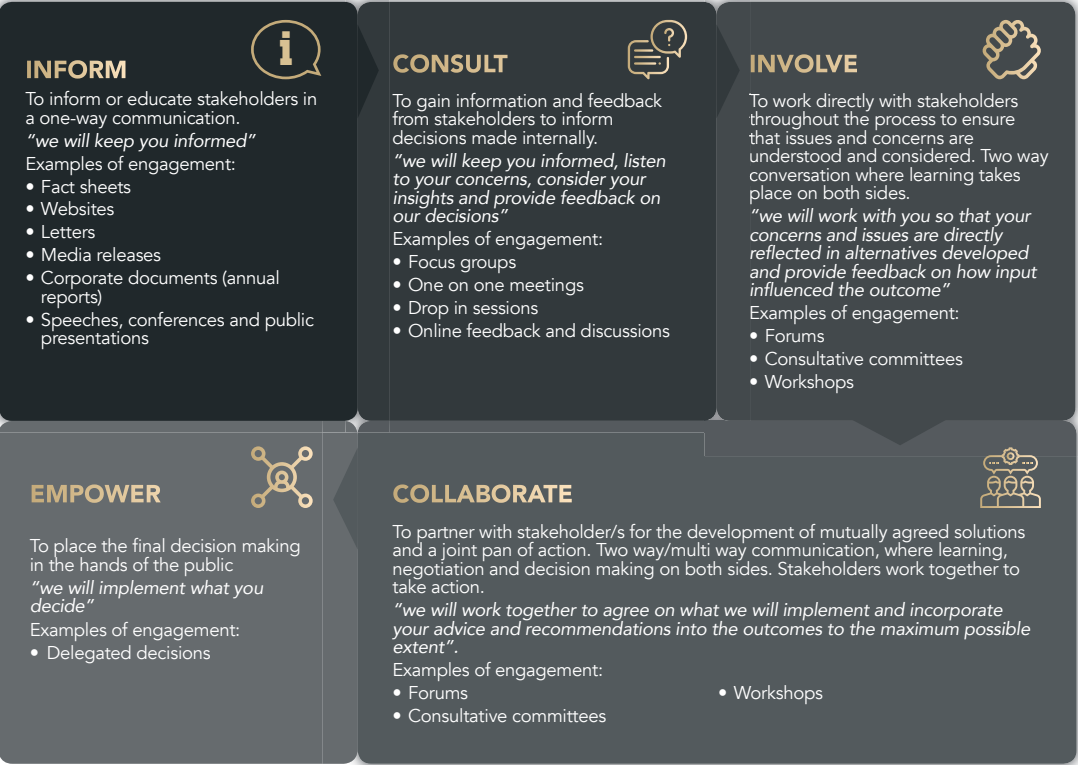 INFORM
To inform or educate stakeholders in
a one-way communication.
“we will keep you informed”
Examples of engagement:
• Fact sheets
• Websites
• Letters
• Media releases
• Corporate documents (annual
reports)
• Speeches, conferences and public
presentations
CONSULT
To gain information and feedback
from stakeholders to inform
decisions made internally.
“we will keep you informed, listen
to your concerns, consider your
insights and provide feedback on
our decisions”
Examples of engagement:
• Focus groups
• One on one meetings
• Drop in sessions
• Online feedback and discussions
INVOLVE
To work directly with stakeholders
throughout the process to ensure
that issues and concerns are
understood and considered. Two way
conversation where learning takes
place on both sides.
“we will work with you so that your
concerns and issues are directly
reflected in alternatives developed
and provide feedback on how input
influenced the outcome”
Examples of engagement:
• Forums
• Consultative committees
• Workshops
COLLABORATE
To partner with stakeholder/s for the development of mutually agreed solutions
and a joint pan of action. Two way/multi way communication, where learning,
negotiation and decision making on both sides. Stakeholders work together to
take action.
“we will work together to agree on what we will implement and incorporate
your advice and recommendations into the outcomes to the maximum possible
extent”.
Examples of engagement:
• Forums
• Consultative committees
• Workshops
EMPOWER
To place the final decision making
in the hands of the public
“we will implement what you
decide”
Examples of engagement:
• Delegated decisions